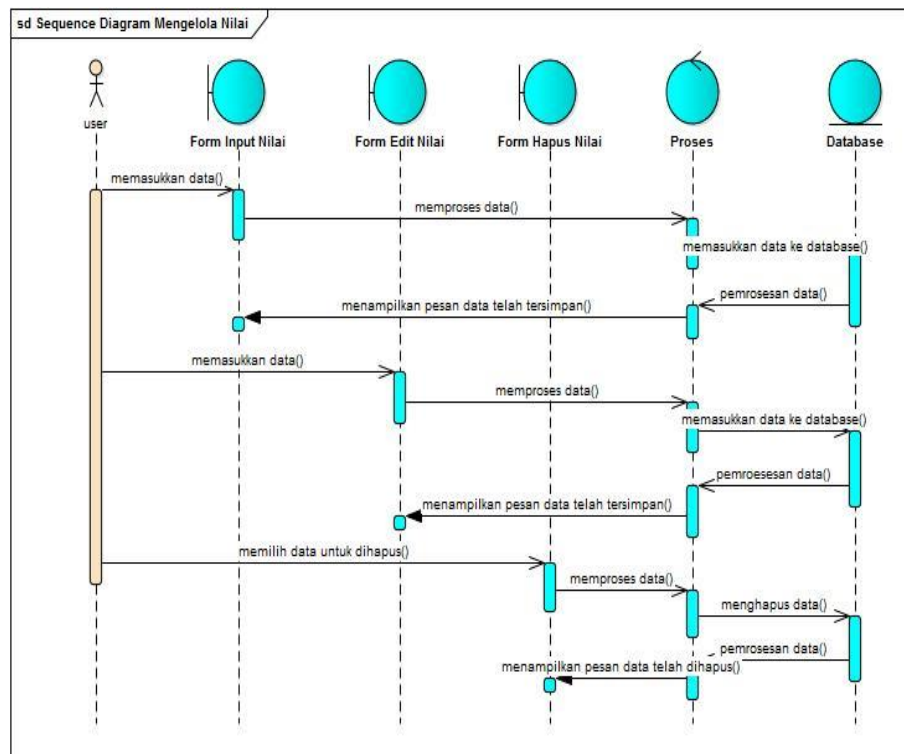 sd Sequence Diagram Mengelola Nilai
user
Form Input Nilai
Form Edit Nilai
Form Hapus Nilai
Proses
Database
memasukkan data()
memproses data()
memasukkan data ke database()
pemrosesan data()
menampilkan pesan data telah tersimpan()
memasukkan data()
memproses data()
memasukkan data ke database()
pemroesesan data()
menampilkan pesan data telah tersimpan()
memilih data untuk dihapus()
memproses data()
menghapus data()
pemrosesan data()
menampilkan pesan data telah dihapus()